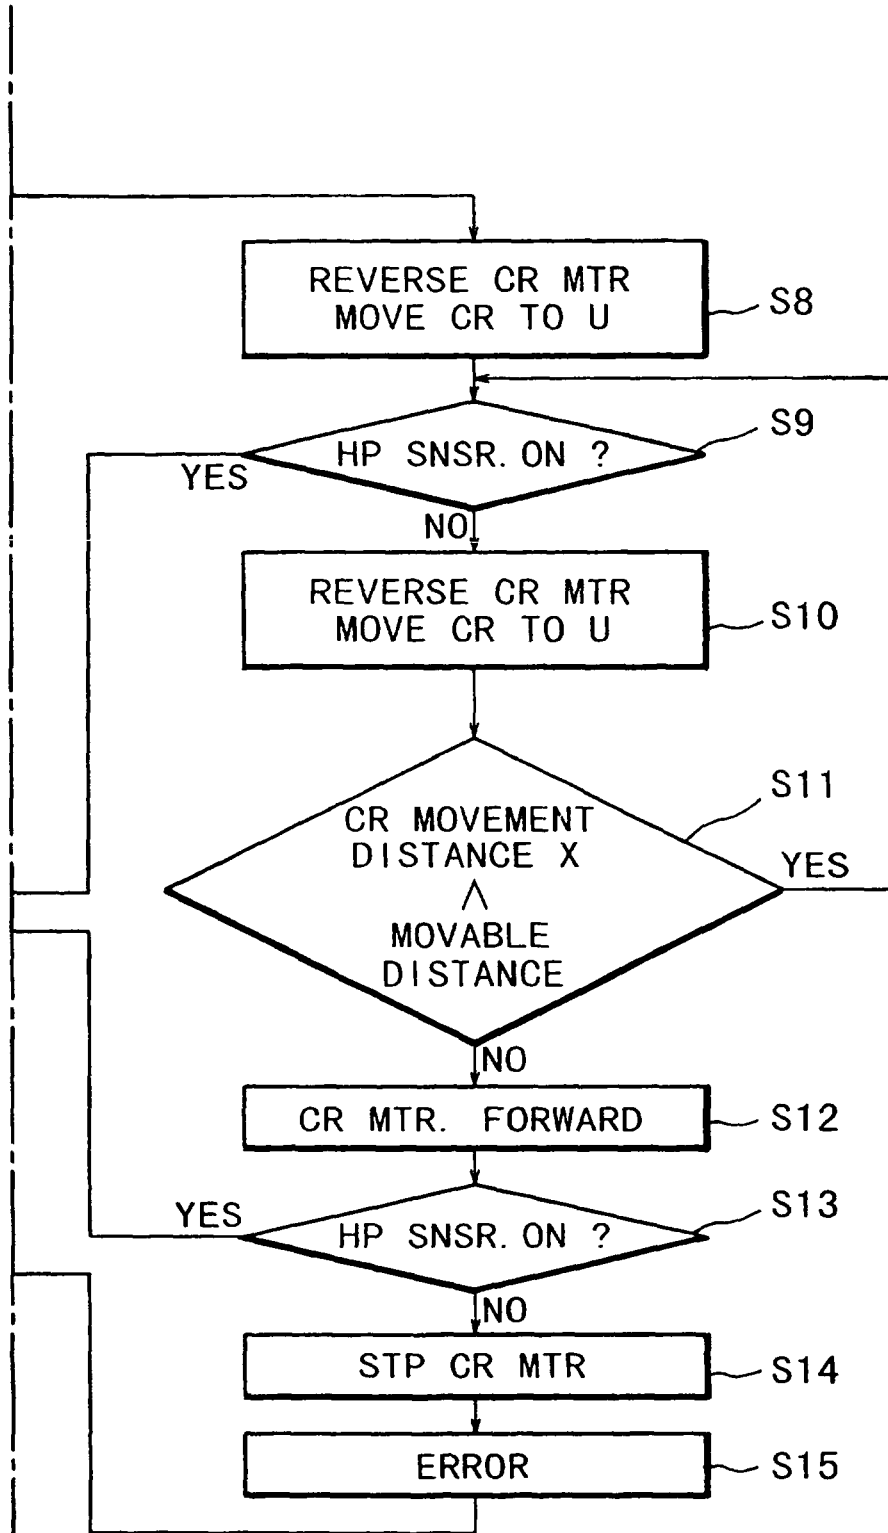 REVERSE CR MTR
MOVE CR TO U
S8
HP SNSR. ON ?
S9
YES
NO
REVERSE CR MTR
MOVE CR TO U
S10
CR MOVEMENT
DISTANCE X
∧
MOVABLE
DISTANCE
S11
YES
NO
CR MTR. FORWARD
S12
HP SNSR. ON ?
S13
YES
NO
STP CR MTR
S14
ERROR
S15